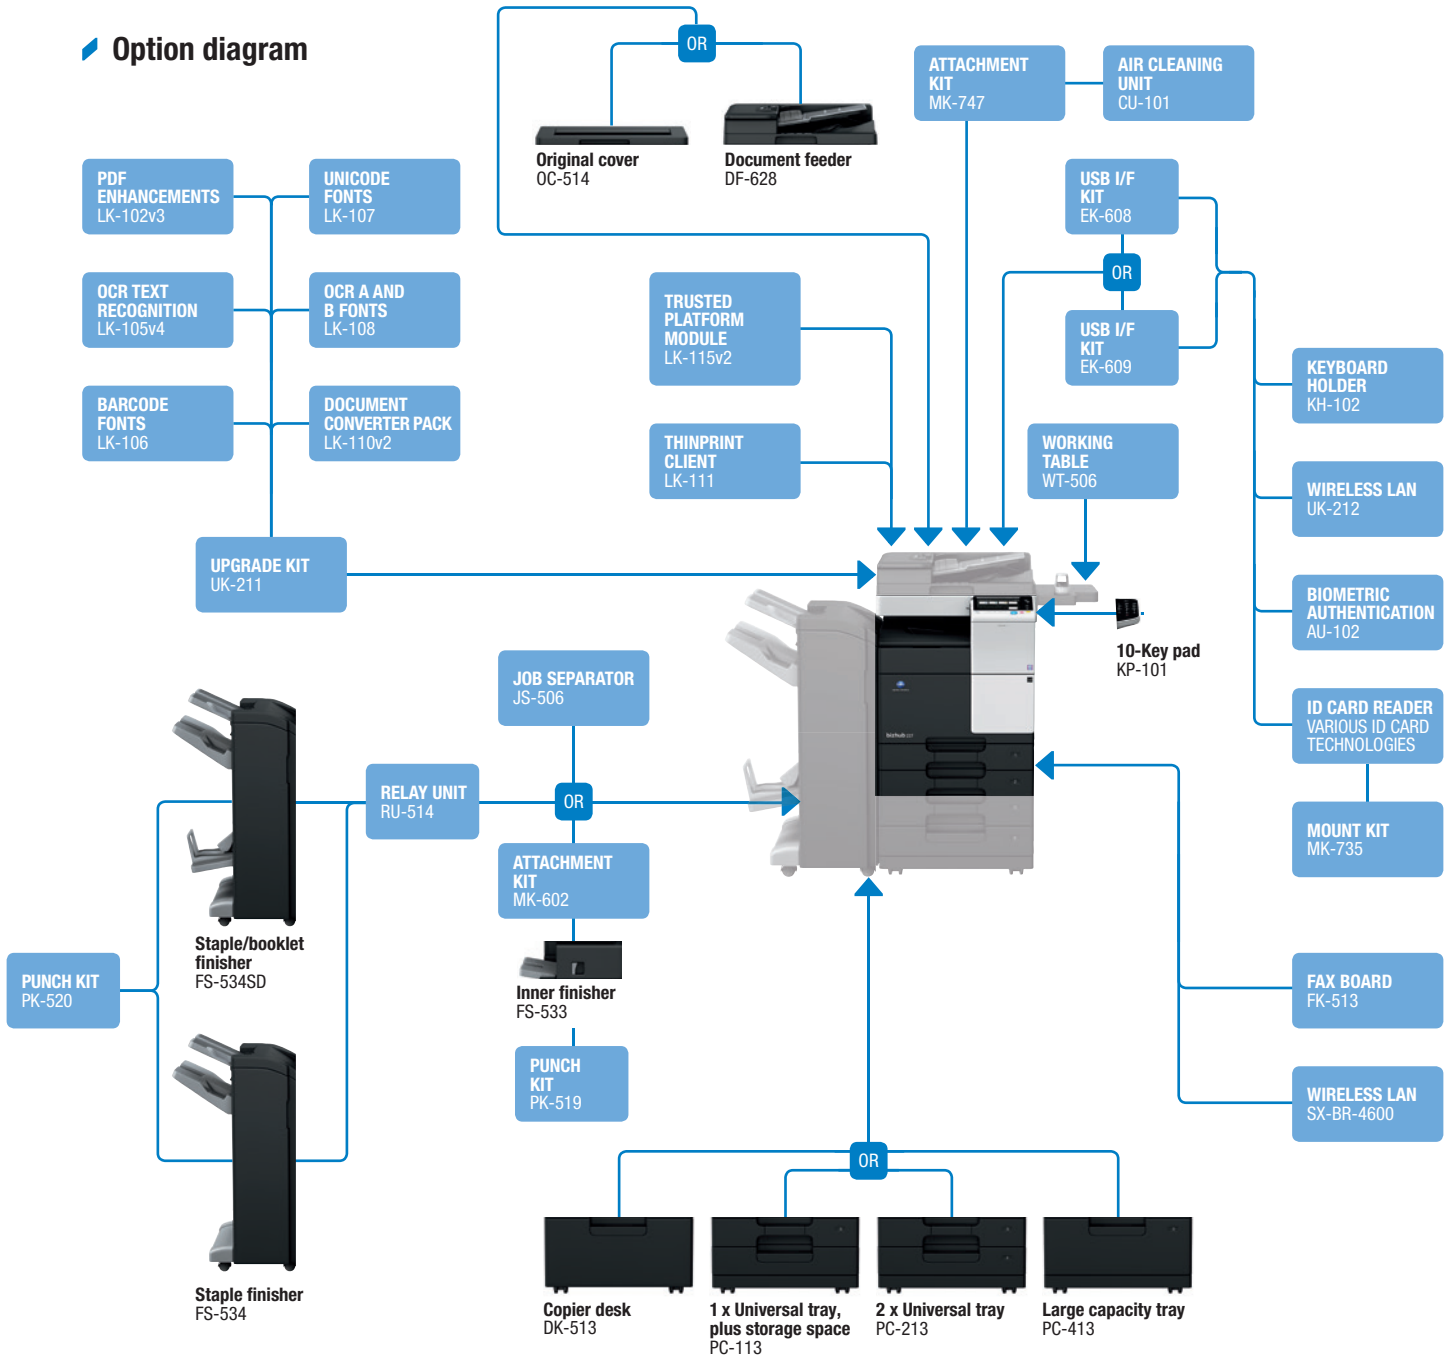 Option diagram
OR
Original cover
OC-514
Document feeder
DF-628
ATTACHMENT
KIT
MK-747
AIR CLEANING
UNIT
CU-101
PDF
ENHANCEMENTS
LK-102v3
UNICODE
FONTS
LK-107
USB I/F
KIT
EK-608
OR
USB I/F
KIT
EK-609
OCR TEXT
RECOGNITION
LK-105v4
OCR A AND
B FONTS
LK-108
TRUSTED
PLATFORM
MODULE
LK-115v2
KEYBOARD
HOLDER
KH-102
BARCODE
FONTS
LK-106
DOCUMENT
CONVERTER PACK
LK-110v2
THINPRINT
CLIENT
LK-111
WORKING
TABLE
WT-506
WIRELESS LAN
UK-212
UPGRADE KIT
UK-211
BIOMETRIC
AUTHENTICATION
AU-102
10-Key pad
KP-101
JOB SEPARATOR
JS-506
ID CARD READER
VARIOUS ID CARD
TECHNOLOGIES
bizhub
RELAY UNIT
RU-514
OR
MOUNT KIT
MK-735
ATTACHMENT
KIT
MK-602
Staple/booklet
finisher
FS-534SD
PUNCH KIT
PK-520
Inner finisher
FS-533
FAX BOARD
FK-513
PUNCH
KIT
PK-519
WIRELESS LAN
SX-BR-4600
OR
Staple finisher
FS-534
Copier desk
DK-513
1 x Universal tray,
plus storage space
PC-113
2 x Universal tray
PC-213
Large capacity tray
PC-413